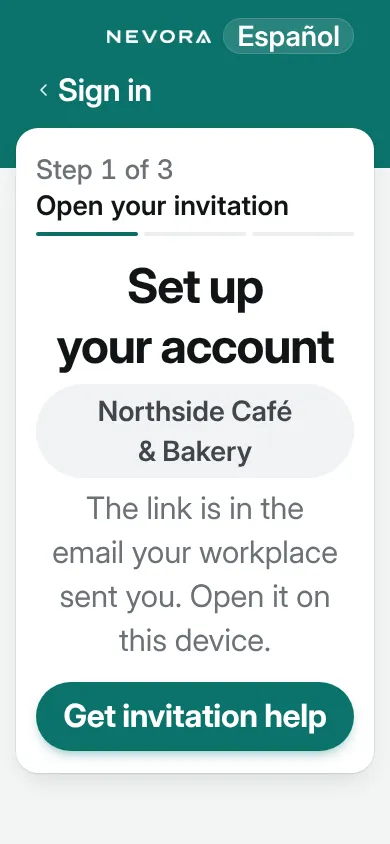 NEVORA
Español
Sign in
Step 1 of 3
Open your invitation
Set up
your account
Northside Café
& Bakery
The link is in the
email your workplace
sent you. Open it on
this device.
Get invitation help